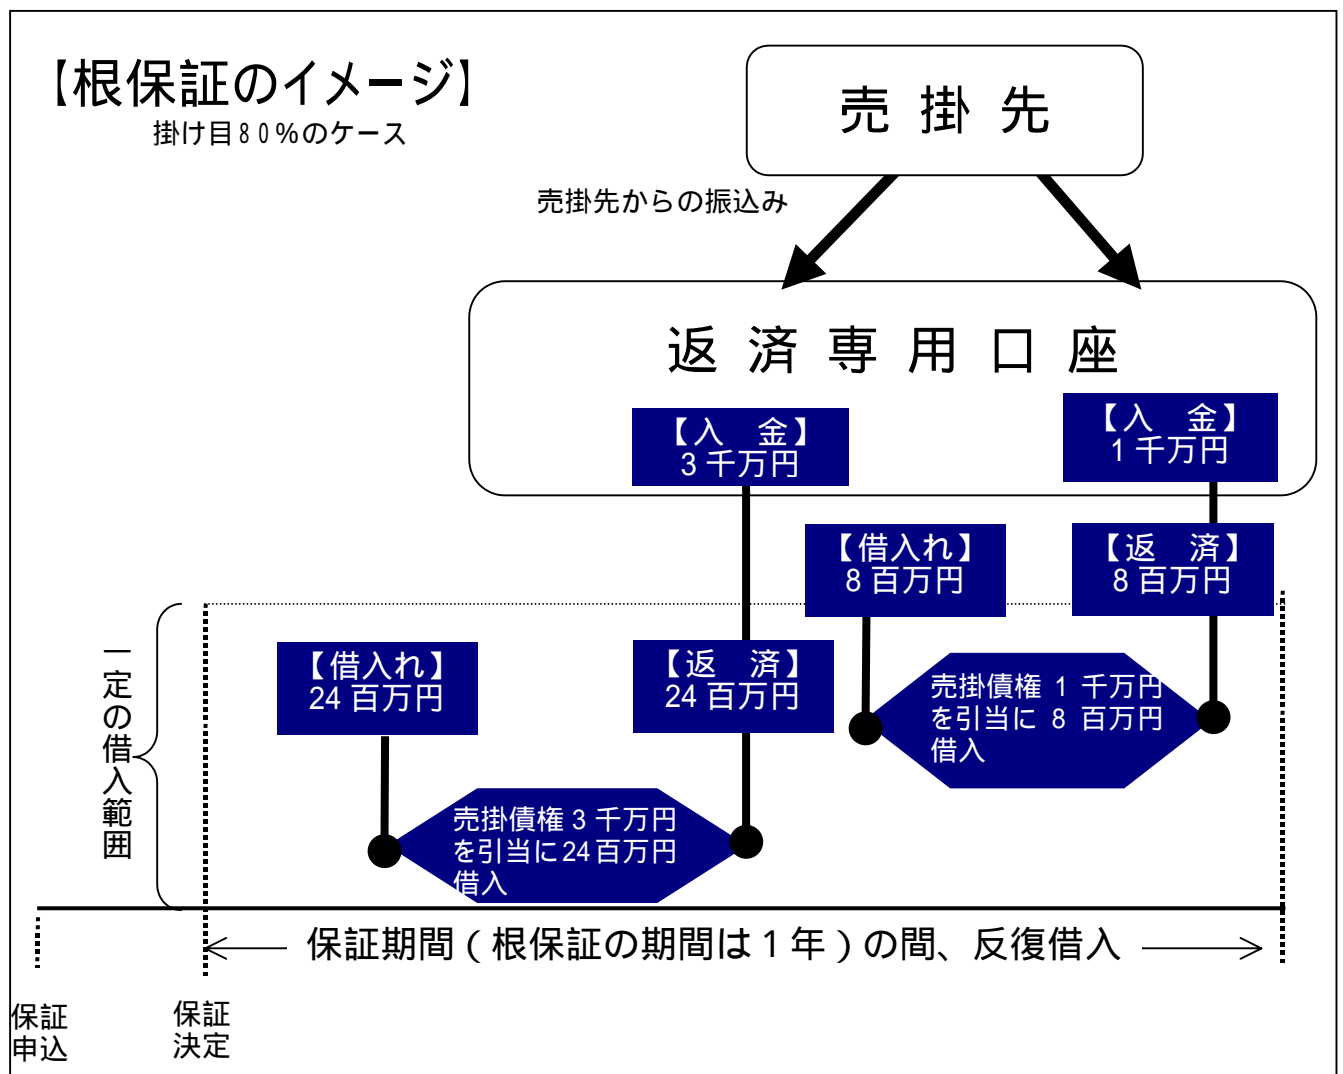 【根保証のイメージ】
掛け目80%のケース
売掛先
売掛先からの振込み
返済専用口座
【入　金】
3千万円
【入　金】
1千万円
【借入れ】
8百万円
【返　済】
8百万円
【借入れ】
24百万円
【返　済】
24百万円
売掛債権 1 千万円
を引当に 8 百万円
借入
売掛債権3千万円
を引当に24百万円
借入
一定の借入範囲
保証期間(根保証の期間は1年)の間、反復借入
保証
申込
保証
決定